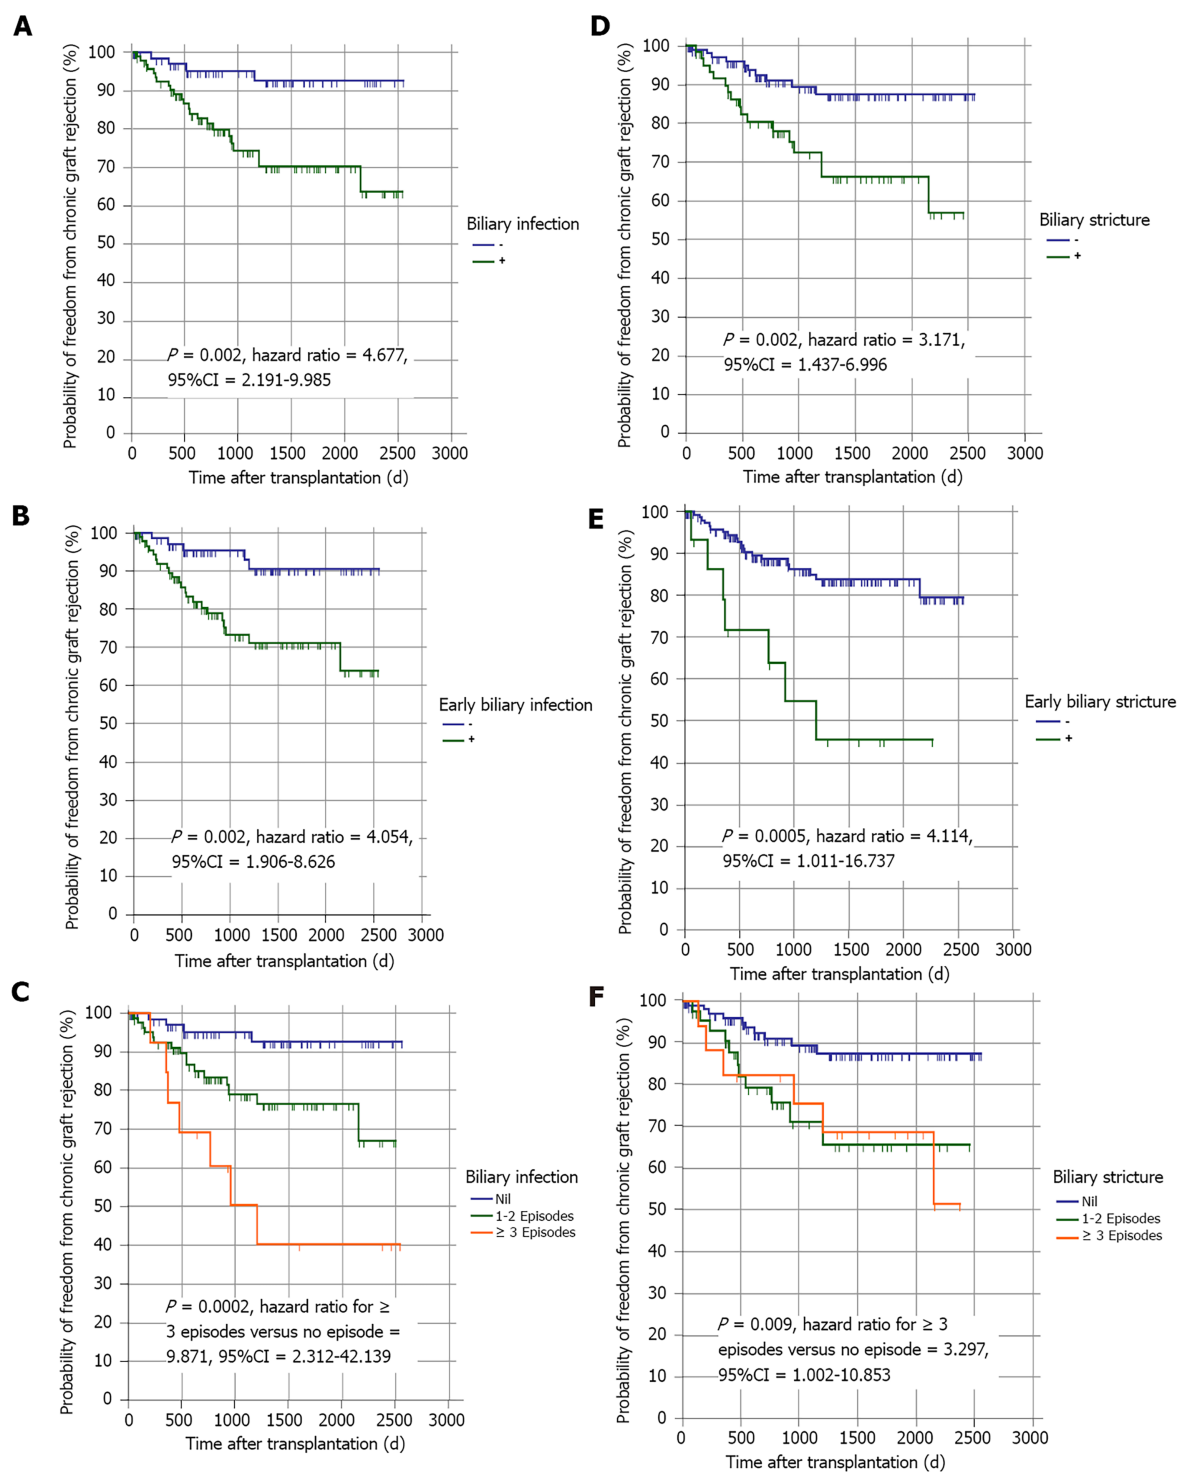 A
Probability of freedom from chronic graft rejection (%)
100
90
80
70
60
50
40
30
20
10
0
0 500 1000 1500 2000 2500 3000
Time after transplantation (d)
P = 0.002, hazard ratio = 4.677,
95%CI = 2.191-9.985
Biliary infection
-
+
B
Probability of freedom from chronic graft rejection (%)
100
90
80
70
60
50
40
30
20
10
0
0 500 1000 1500 2000 2500 3000
Time after transplantation (d)
P = 0.002, hazard ratio = 4.054,
95%CI = 1.906-8.626
Early biliary infection
-
+
C
Probability of freedom from chronic graft rejection (%)
100
90
80
70
60
50
40
30
20
10
0
0 500 1000 1500 2000 2500 3000
Time after transplantation (d)
P = 0.0002, hazard ratio for ≥
3 episodes versus no episode =
9.871, 95%CI = 2.312-42.139
Biliary infection
Nil
1-2 Episodes
≥ 3 Episodes
D
Probability of freedom from chronic graft rejection (%)
100
90
80
70
60
50
40
30
20
10
0
0 500 1000 1500 2000 2500 3000
Time after transplantation (d)
P = 0.002, hazard ratio = 3.171,
95%CI = 1.437-6.996
Biliary stricture
-
+
E
Probability of freedom from chronic graft rejection (%)
100
90
80
70
60
50
40
30
20
10
0
0 500 1000 1500 2000 2500 3000
Time after transplantation (d)
P = 0.0005, hazard ratio = 4.114,
95%CI = 1.011-16.737
Early biliary stricture
-
+
F
Probability of freedom from chronic graft rejection (%)
100
90
80
70
60
50
40
30
20
10
0
0 500 1000 1500 2000 2500 3000
Time after transplantation (d)
P = 0.009, hazard ratio for ≥ 3
episodes versus no episode = 3.297,
95%CI = 1.002-10.853
Biliary stricture
Nil
1-2 Episodes
≥ 3 Episodes